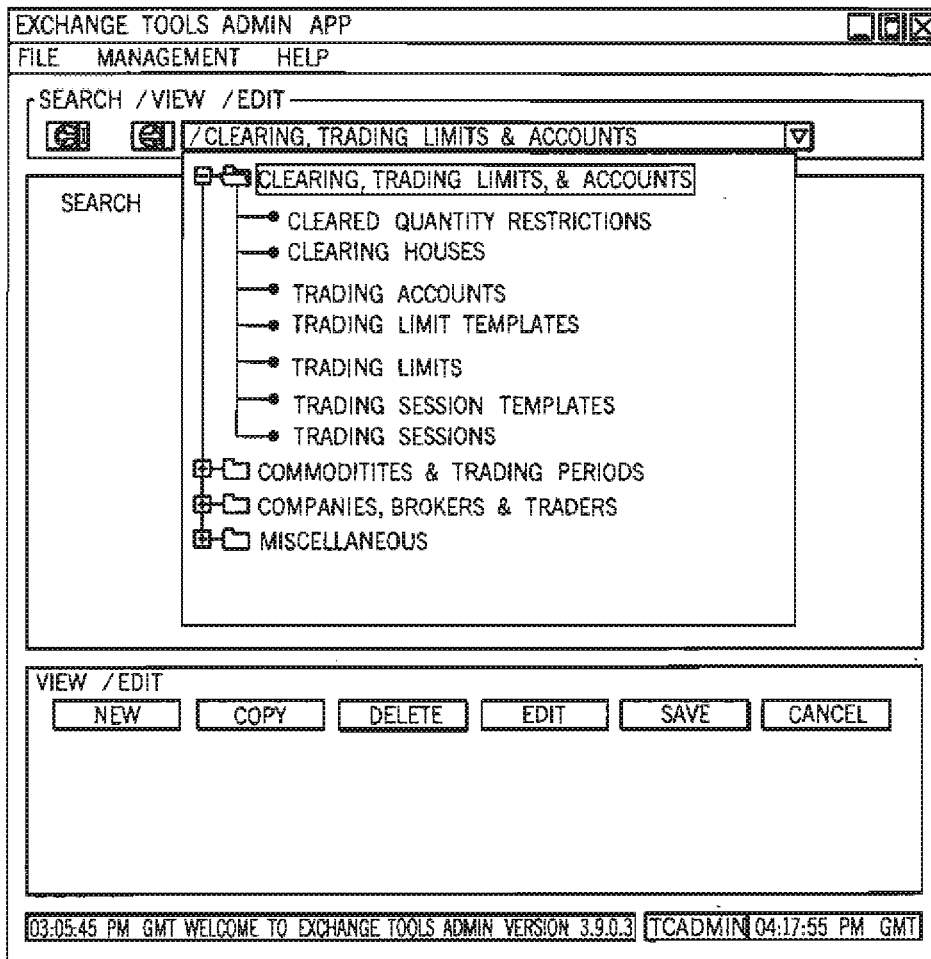 EXCHANGE TOOLS ADMIN APP
FILE MANAGEMENT HELP
SEARCH /VIEW /EDIT
/CLEARING, TRADING LIMITS & ACCOUNTS
SEARCH
CLEARING, TRADING LIMITS, & ACCOUNTS
CLEARED QUANTITY RESTRICTIONS
CLEARING HOUSES
TRADING ACCOUNTS
TRADING LIMIT TEMPLATES
TRADING LIMITS
TRADING SESSION TEMPLATES
TRADING SESSIONS
COMMODITITES & TRADING PERIODS
COMPANIES, BROKERS & TRADERS
MISCELLANEOUS
VIEW /EDIT
NEW COPY DELETE EDIT SAVE CANCEL
03:05:45 PM GMT WELCOME TO EXCHANGE TOOLS ADMIN VERSION 3.9.0.3 TCADMIN 04:17:55 PM GMT